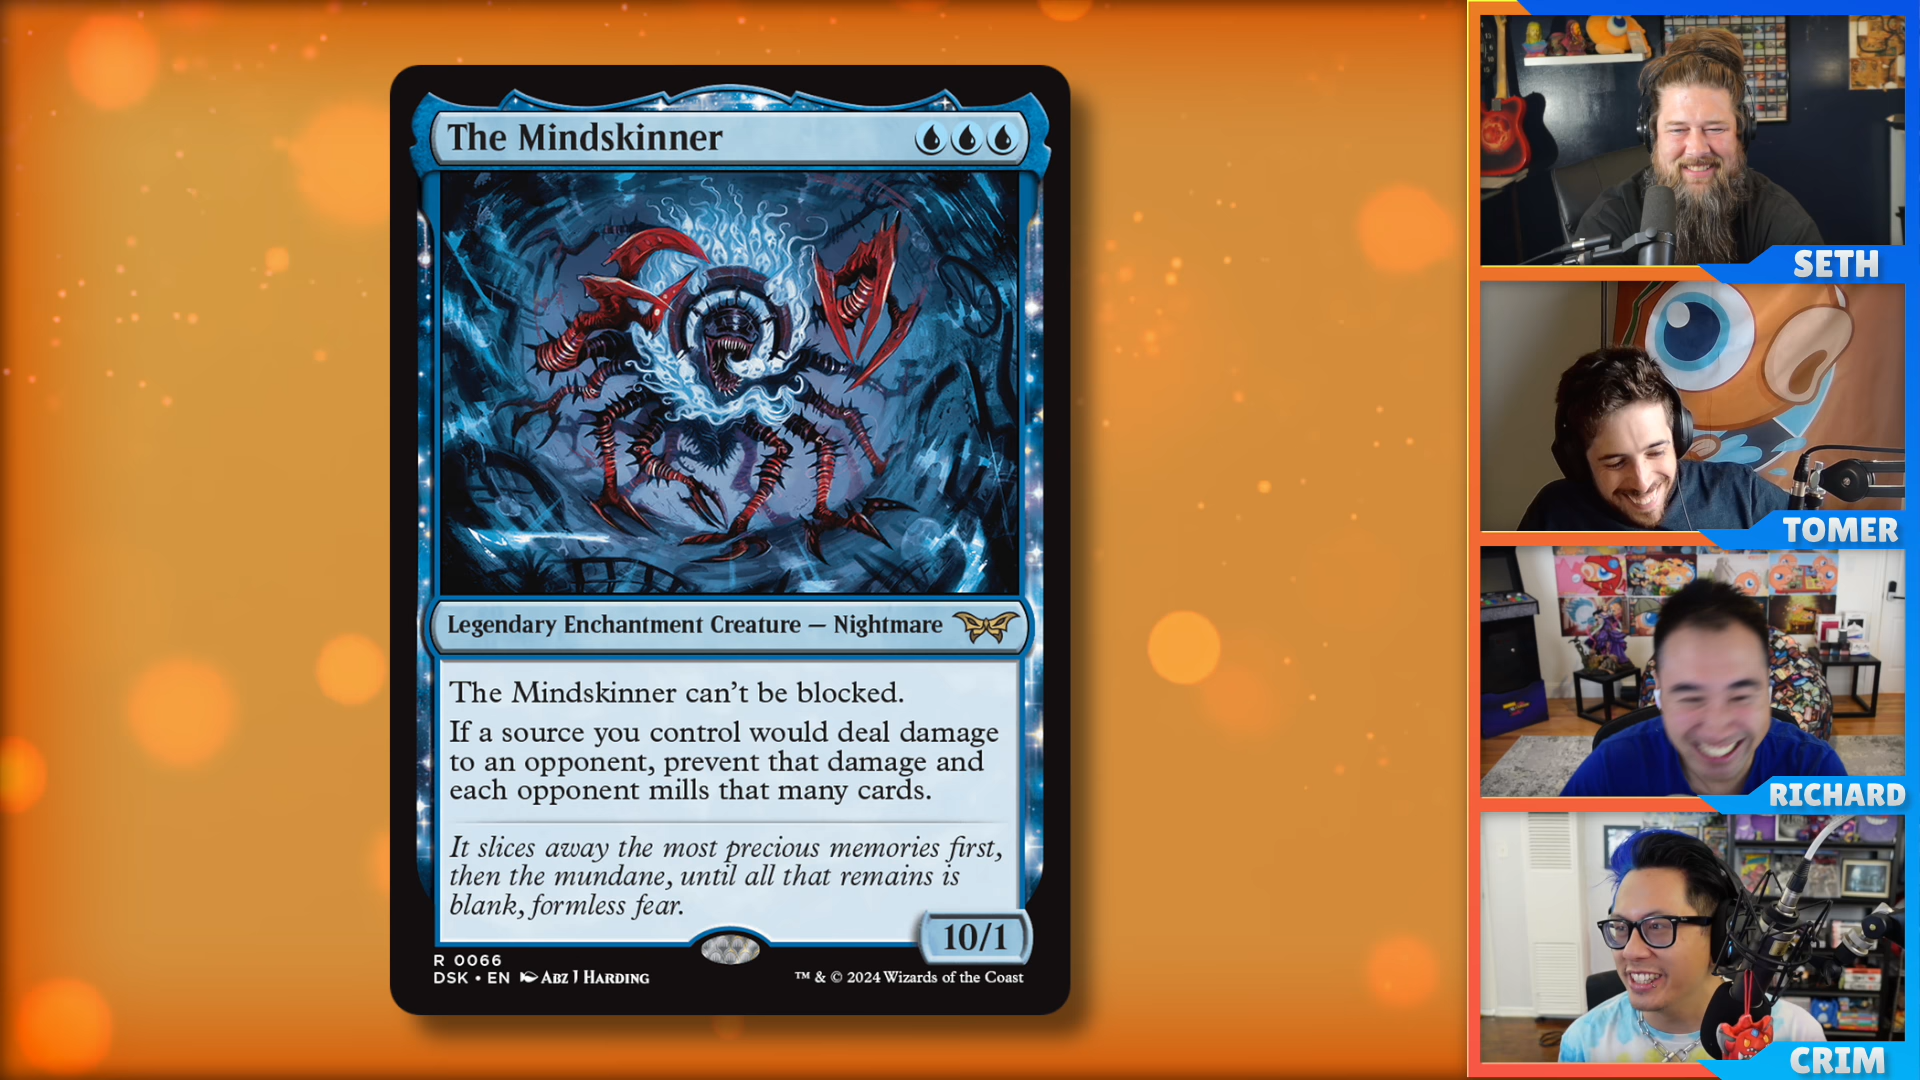 The Mindskinner
Legendary Enchantment Creature — Nightmare
The Mindskinner can't be blocked.
If a source you control would deal damage
to an opponent, prevent that damage and
each opponent mills that many cards.
It slices away the most precious memories first,
then the mundane, until all that remains is
blank, formless fear.
10/1
R 0066
DSK • EN Abz J Harding
™ & © 2024 Wizards of the Coast
SETH
TOMER
RICHARD
CRIM